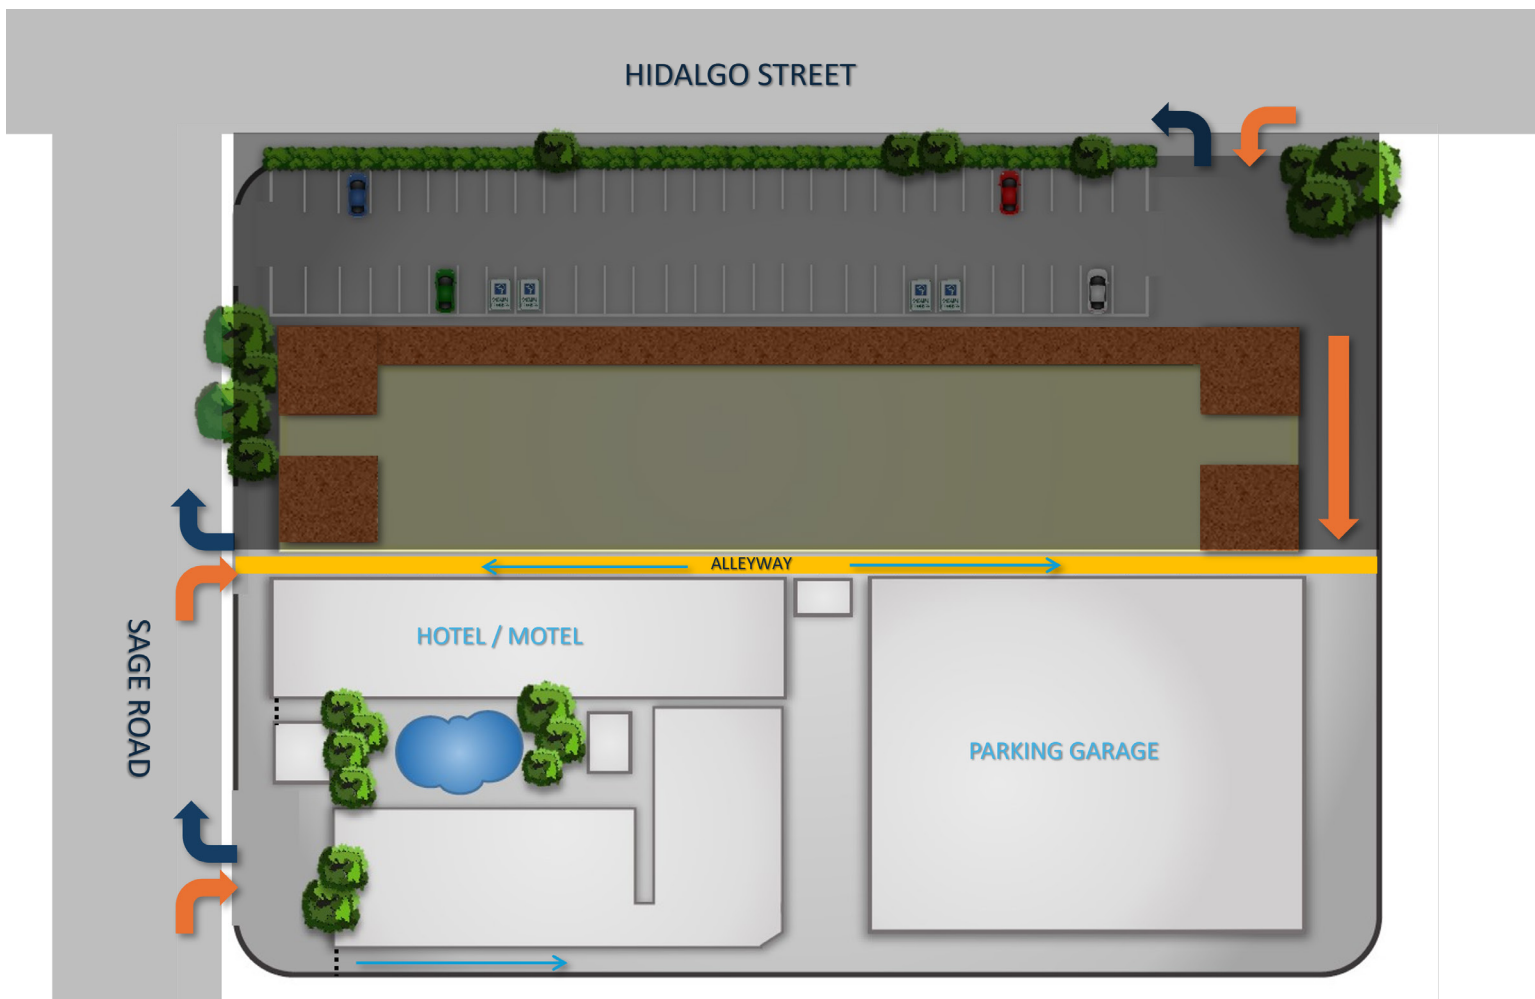 HIDALGO STREET
ALLEYWAY
HOTEL / MOTEL
SAGE ROAD
PARKING GARAGE